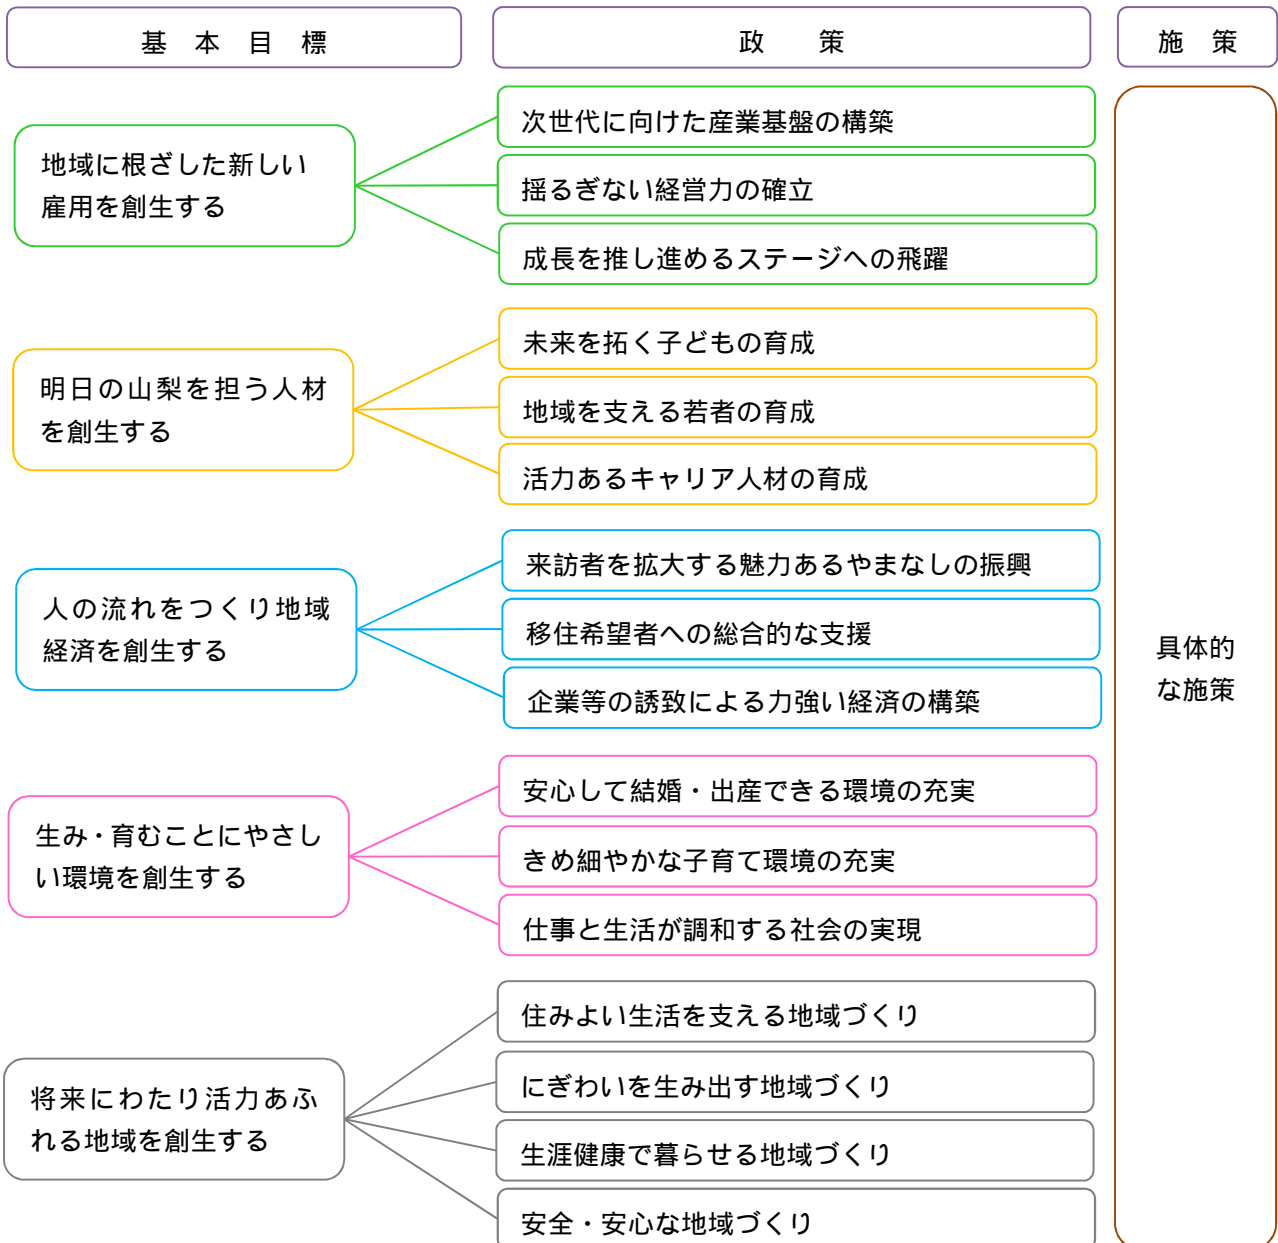 基本目標
政策
施策
地域に根ざした新しい
雇用を創生する
次世代に向けた産業基盤の構築
揺るぎない経営力の確立
成長を推し進めるステージへの飛躍
明日の山梨を担う人材
を創生する
未来を拓く子どもの育成
地域を支える若者の育成
活力あるキャリア人材の育成
人の流れをつくり地域
経済を創生する
来訪者を拡大する魅力あるやまなしの振興
移住希望者への総合的な支援
企業等の誘致による力強い経済の構築
生み・育むことにやさし
い環境を創生する
安心して結婚・出産できる環境の充実
きめ細やかな子育て環境の充実
仕事と生活が調和する社会の実現
将来にわたり活力あふ
れる地域を創生する
住みよい生活を支える地域づくり
にぎわいを生み出す地域づくり
生涯健康で暮らせる地域づくり
安全・安心な地域づくり
具体的
な施策